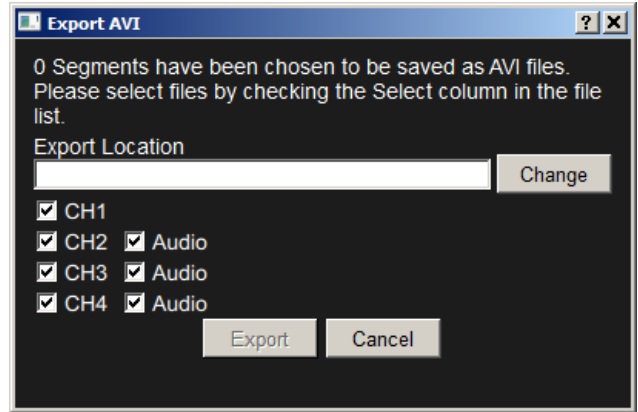 Export AVI
0 Segments have been chosen to be saved as AVI files.
Please select files by checking the Select column in the file
list.
Export Location
Change
CH1
CH2 Audio
CH3 Audio
CH4 Audio
Export Cancel